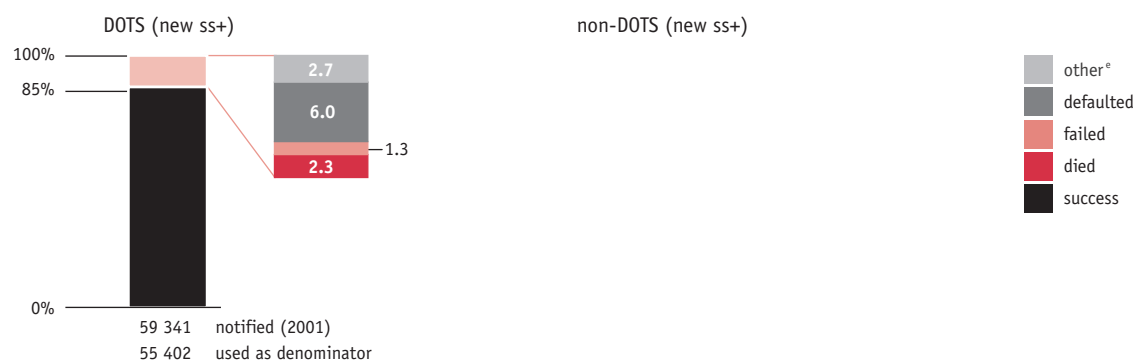 DOTS (new ss+)
non-DOTS (new ss+)
100%
85%
0%
2.7
6.0
1.3
2.3
other e
defaulted
failed
died
success
59 341 notified (2001)
55 402 used as denominator